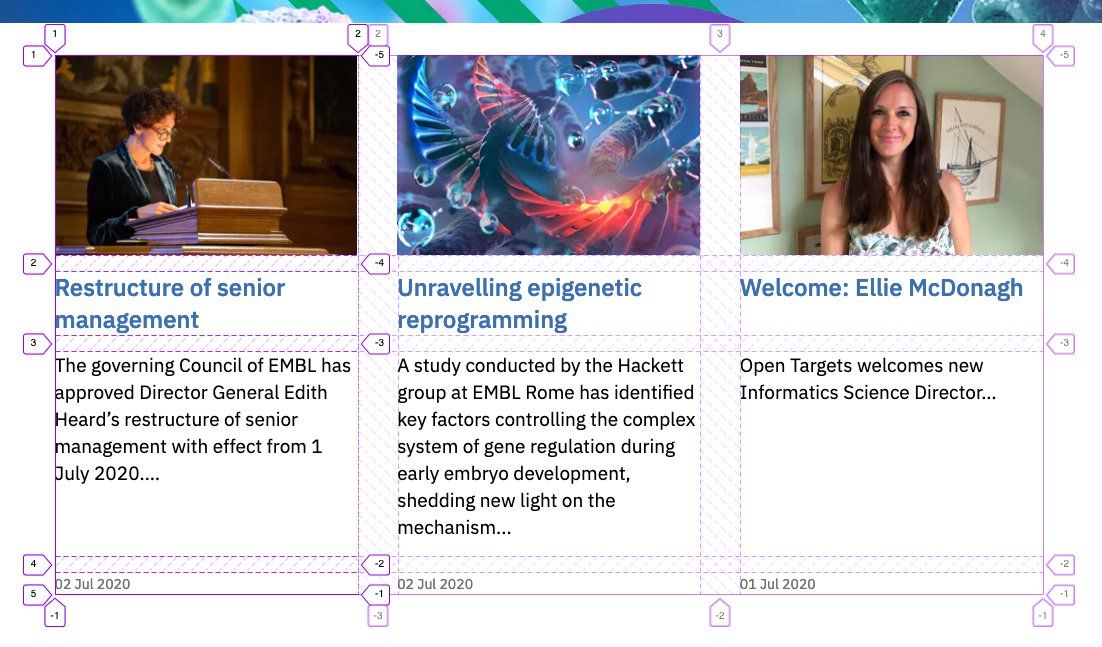 1
2
2
3
4
1
-5
-5
2
-4
-4
Restructure of senior
management
Unravelling epigenetic
reprogramming
Welcome: Ellie McDonagh
3
-3
-3
The governing Council of EMBL has
approved Director General Edith
Heard’s restructure of senior
management with effect from 1
July 2020....
A study conducted by the Hackett
group at EMBL Rome has identified
key factors controlling the complex
system of gene regulation during
early embryo development,
shedding new light on the
mechanism...
Open Targets welcomes new
Informatics Science Director...
4
-2
-2
02 Jul 2020
02 Jul 2020
01 Jul 2020
5
-1
-1
-1
-3
-2
-1